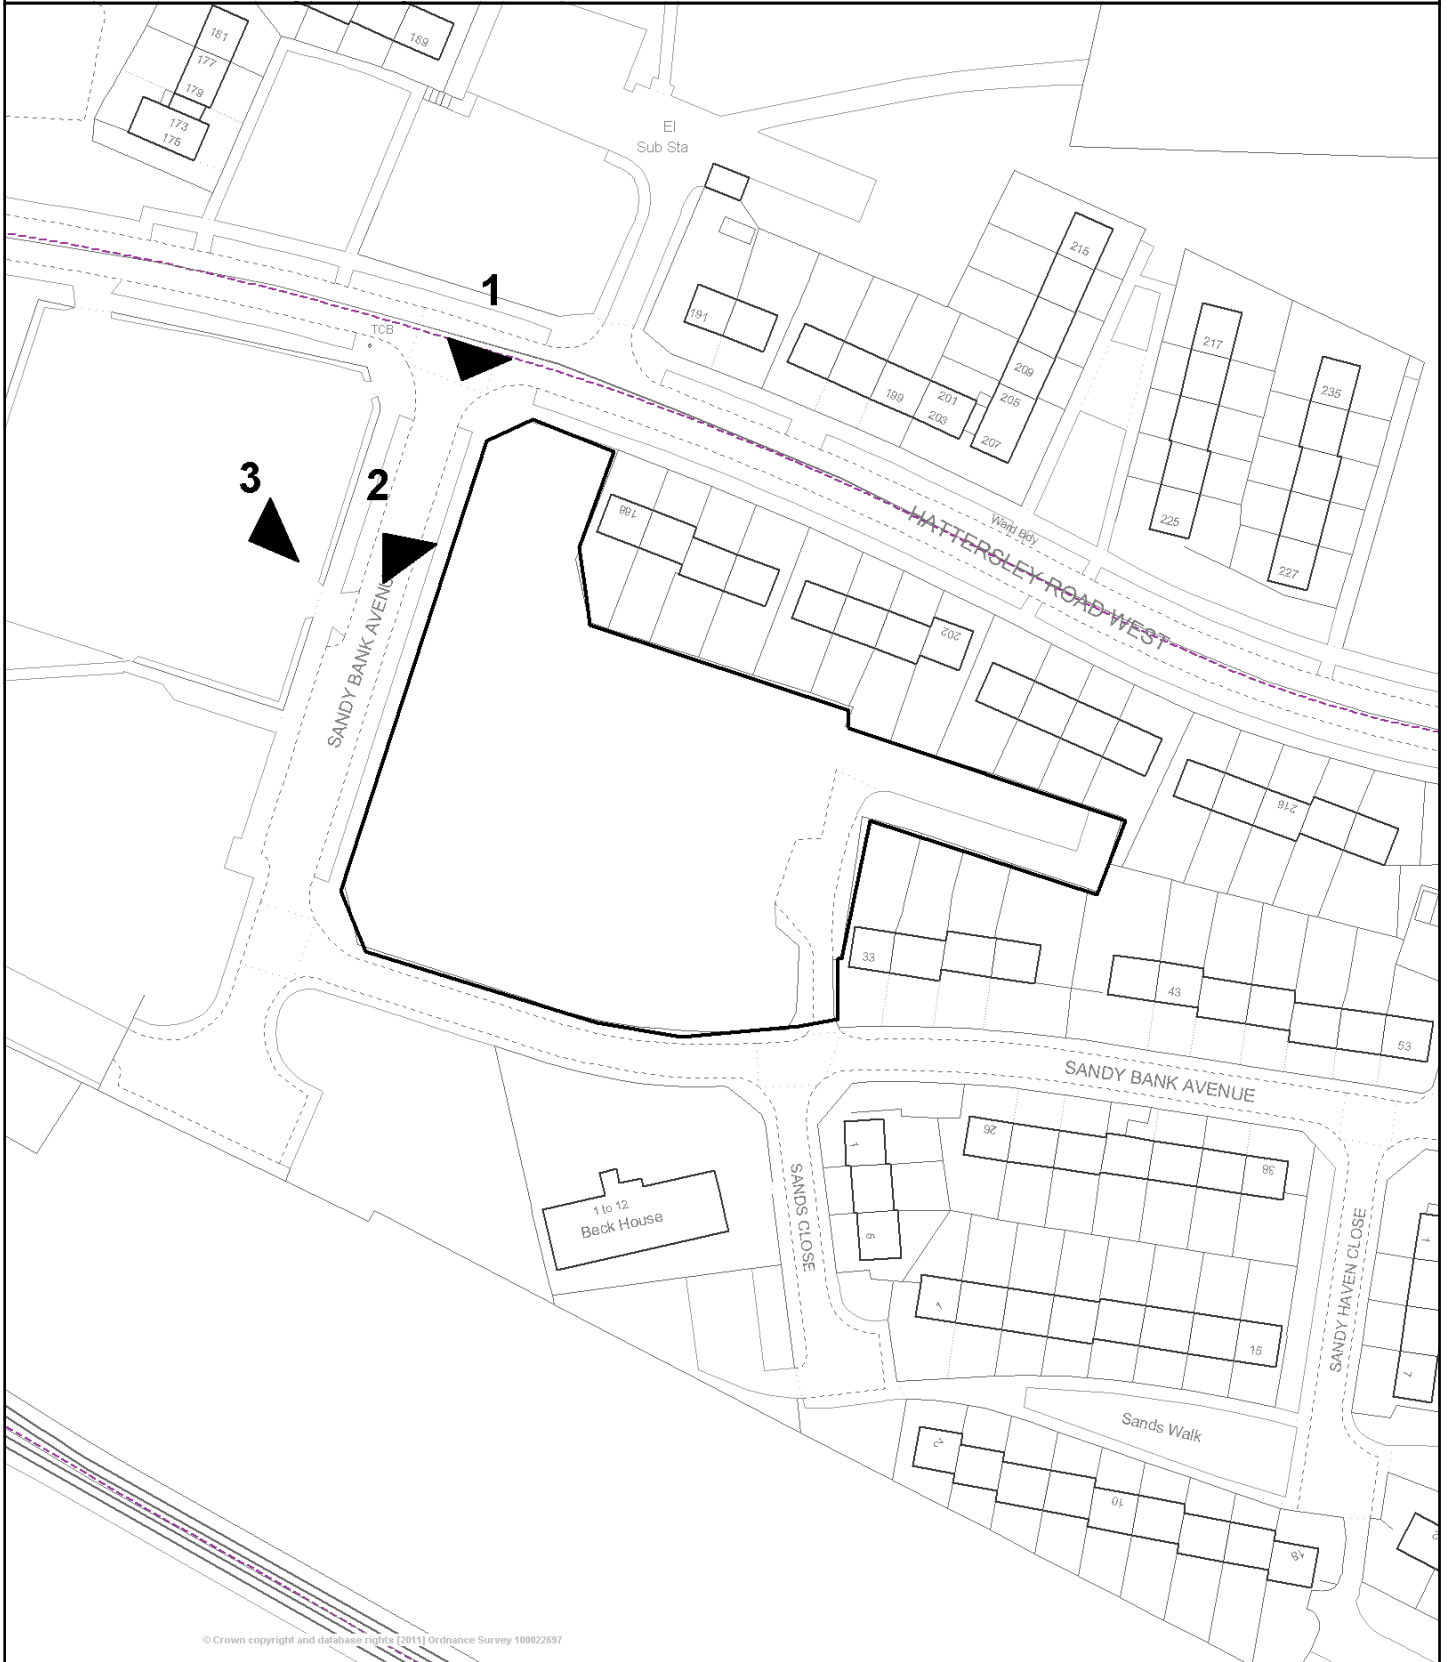 181
189
177
179
173
175
El
Sub Sta
215
191
1
217
TCB
209
235
199
201
205
203
207
3
2
188
225
Ward Bdy
HATTERSLEY ROAD WEST
227
202
SANDY BANK AVENUE
216
33
43
53
SANDY BANK AVENUE
26
38
1
5
SANDS CLOSE
1 to 12
Beck House
SANDY HAVEN CLOSE
1
7
15
Sands Walk
2
10
18
© Crown copyright and database rights [2011] Ordnance Survey 100022697